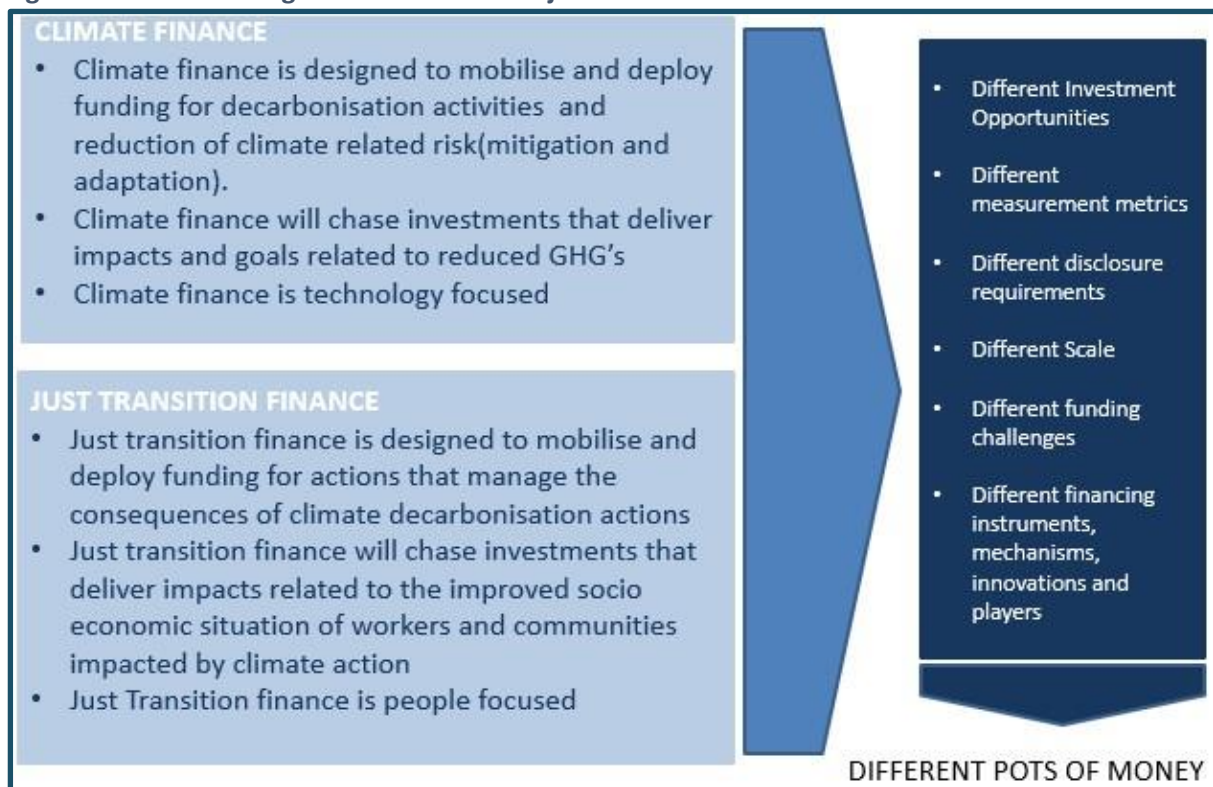 CLIMATE FINANCE
• Climate finance is designed to mobilise and deploy
funding for decarbonisation activities and
reduction of climate related risk(mitigation and
adaptation).
• Climate finance will chase investments that deliver
impacts and goals related to reduced GHG's
• Climate finance is technology focused
JUST TRANSITION FINANCE
• Just transition finance is designed to mobilise and
deploy funding for actions that manage the
consequences of climate decarbonisation actions
• Just transition finance will chase investments that
deliver impacts related to the improved socio
economic situation of workers and communities
impacted by climate action
• Just Transition finance is people focused
• Different Investment
Opportunities
• Different
measurement metrics
• Different disclosure
requirements
• Different Scale
• Different funding
challenges
• Different financing
instruments,
mechanisms,
innovations and
players
DIFFERENT POTS OF MONEY